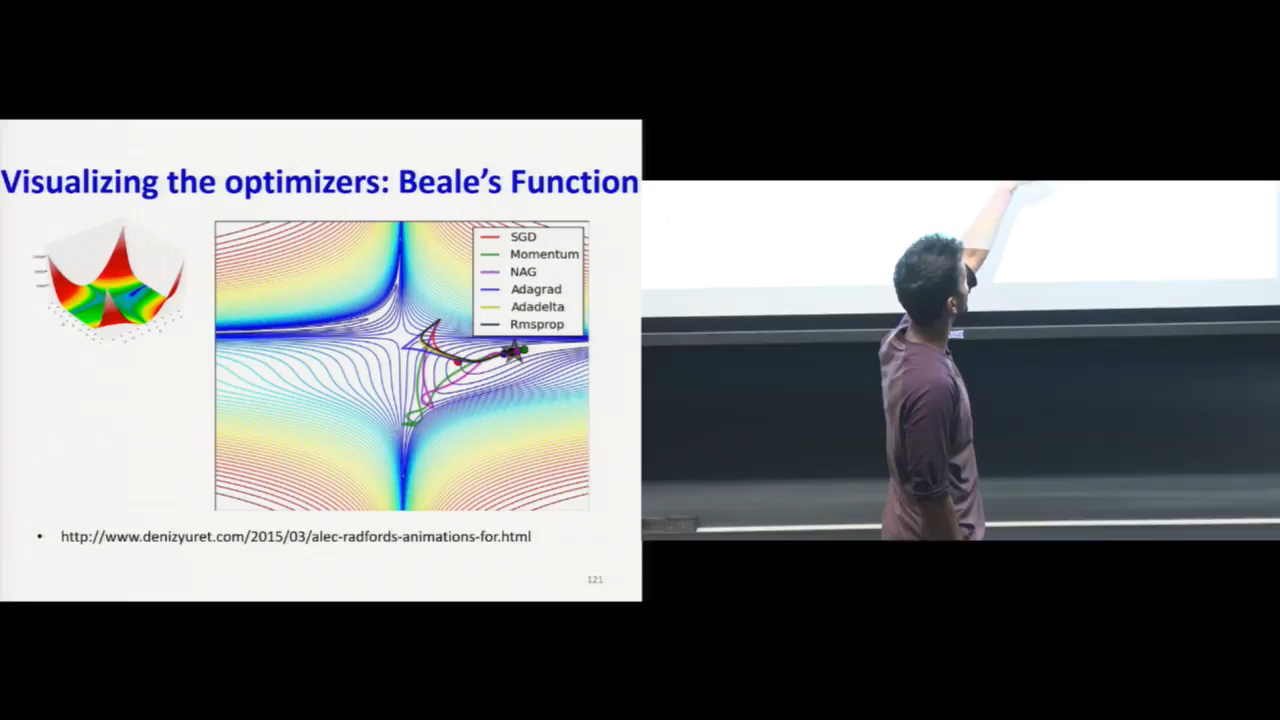 Visualizing the optimizers: Beale's Function
SGD
Momentum
NAG
Adagrad
Adadelta
Rmsprop
• http://www.denizyuret.com/2015/03/alec-radfords-animations-for.html
121